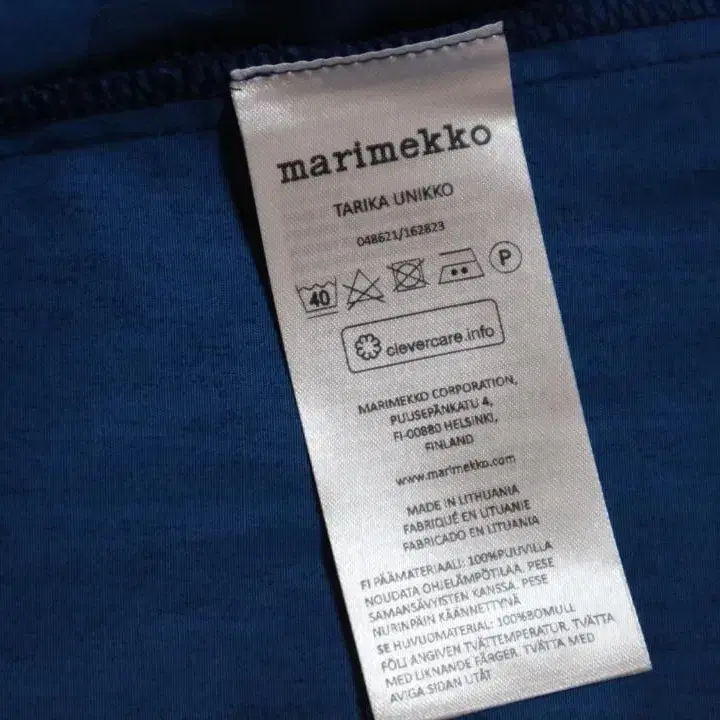 marimekko
TARIKA UNIKKO
048621/162823
40
P
clevercare.info
MARIMEKKO CORPORATION,
PUUSEPÄNKATU 4,
FI-00880 HELSINKI,
FINLAND
www.marimekko.com
MADE IN LITHUANIA
FABRIQUÉ EN LITUANIE
FABRICADO EN LITUANIA
FI PÄÄMATERIAALI: 100%PUUVILLA
NOUDATA OHJELÄMPÖTILAA. PESE
SAMANSÄVYISTEN KANSSA. PESE
NURINPÄIN KÄÄNNETTYNÄ
SE HUVUDMATERIAL: 100%BOMULL
FÖLJ ANGIVEN TVÄTTEMPERATUR. TVÄTTA
MED LIKNANDE FÄRGER. TVÄTTA MED
AVIGA SIDAN UTÅT